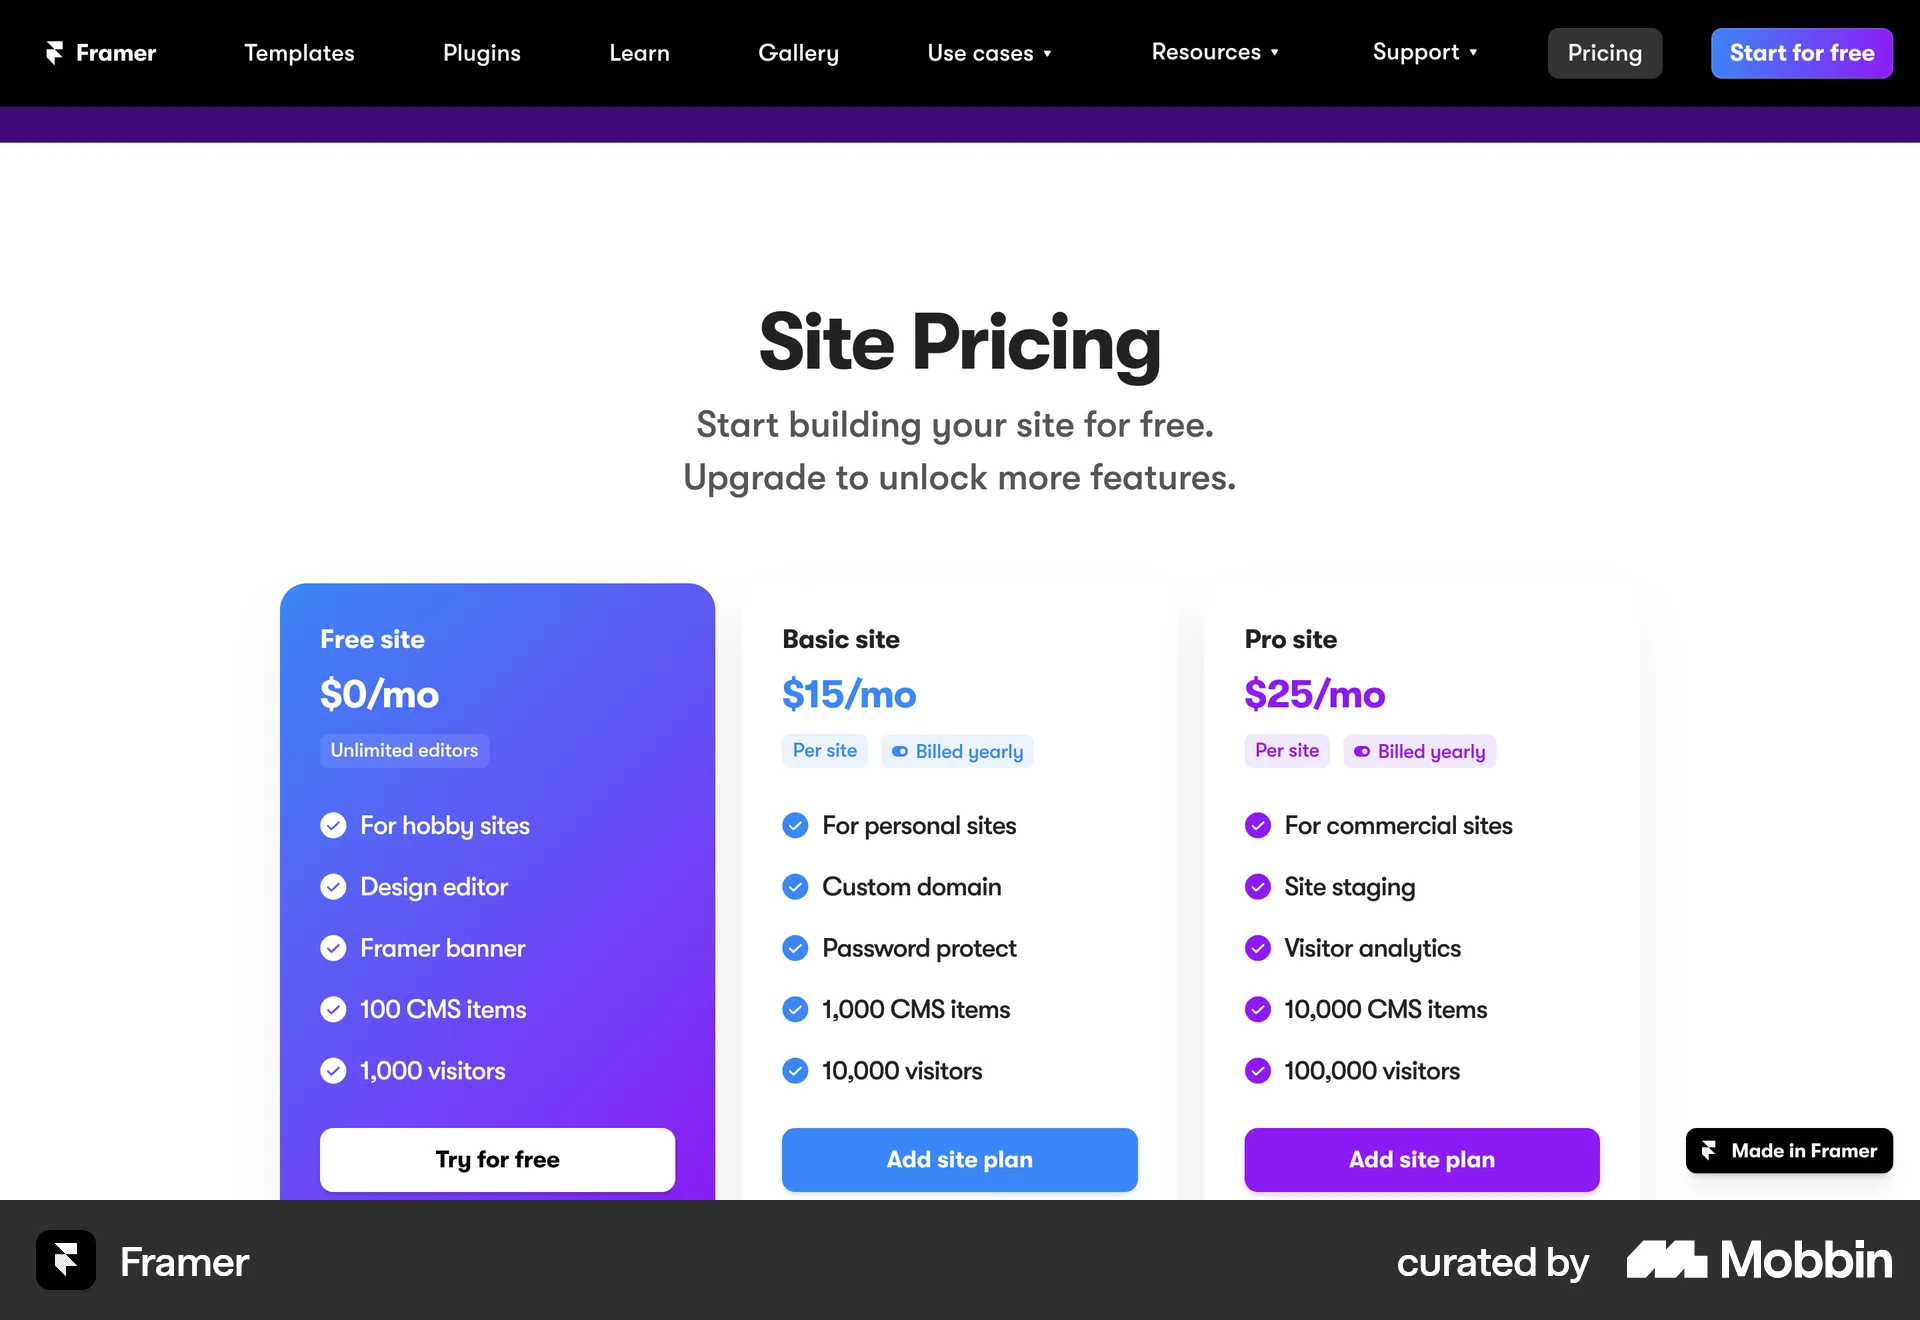 Framer
Templates
Plugins
Learn
Gallery
Use cases ▾
Resources ▾
Support ▾
Pricing
Start for free
Site Pricing
Start building your site for free.
Upgrade to unlock more features.
Free site
$0/mo
Unlimited editors
For hobby sites
Design editor
Framer banner
100 CMS items
1,000 visitors
Try for free
Basic site
$15/mo
Per site
Billed yearly
For personal sites
Custom domain
Password protect
1,000 CMS items
10,000 visitors
Add site plan
Pro site
$25/mo
Per site
Billed yearly
For commercial sites
Site staging
Visitor analytics
10,000 CMS items
100,000 visitors
Add site plan
Made in Framer
Framer
curated by Mobbin